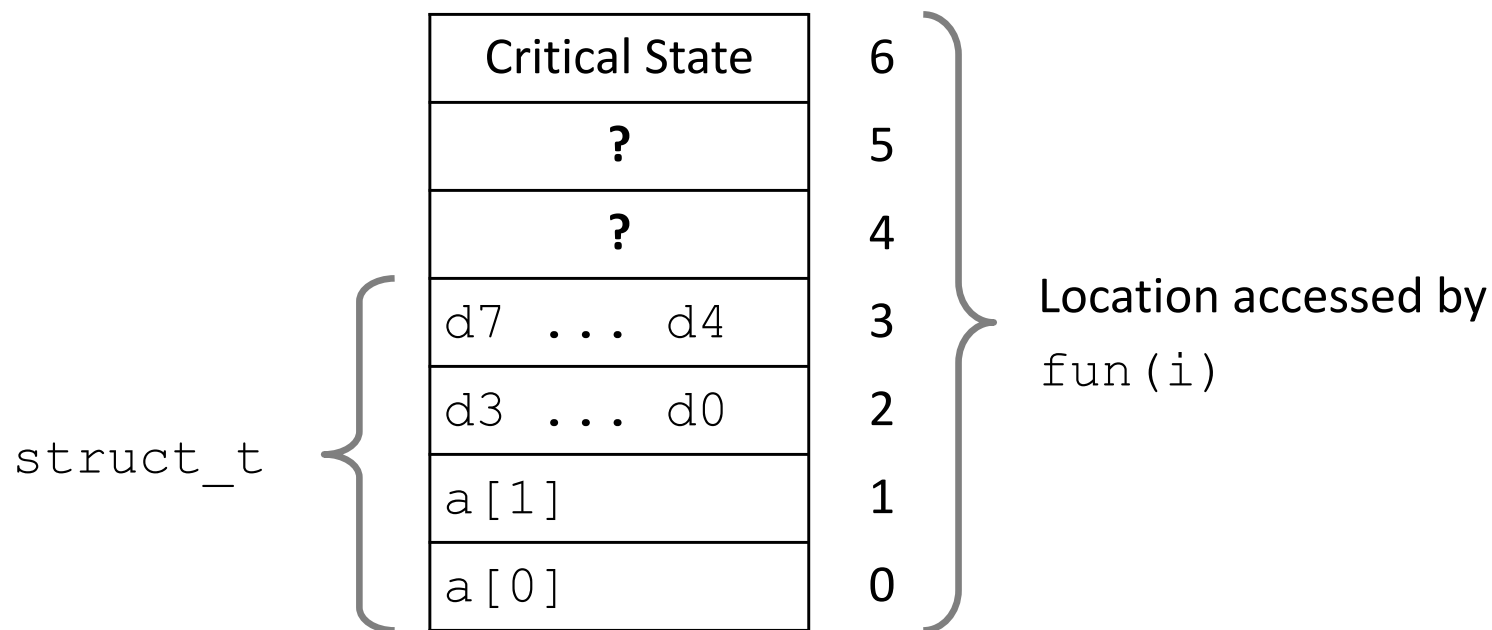 Critical State 6
? 5
? 4
d7 ... d4 3
d3 ... d0 2
a[1] 1
a[0] 0
struct_t
Location accessed by
fun(i)